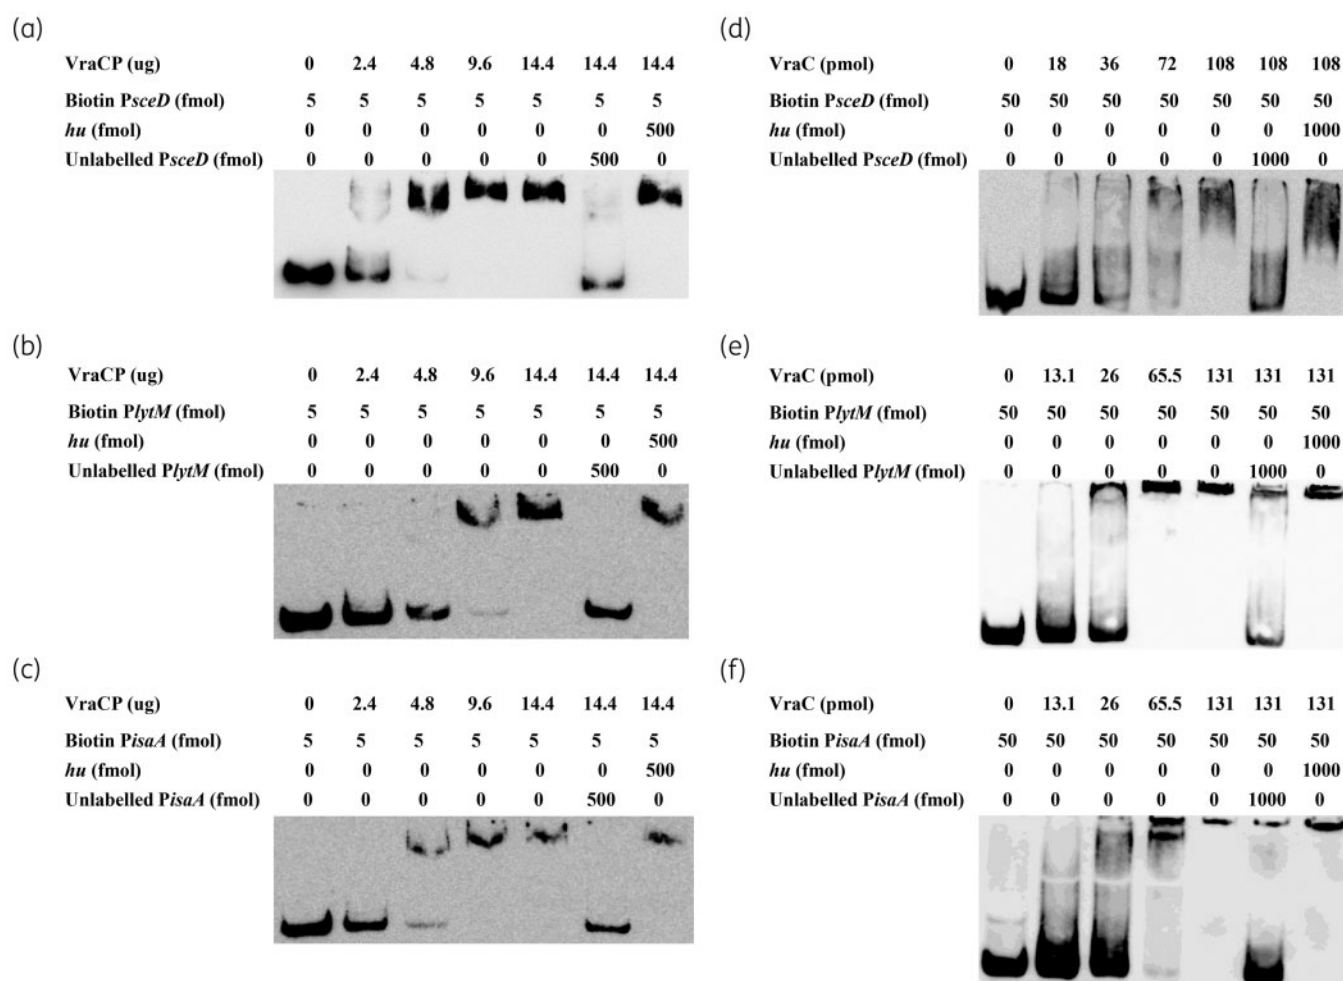 (a)
VraCP (ug) 0 2.4 4.8 9.6 14.4 14.4 14.4
Biotin PsceD (fmol) 5 5 5 5 5 5 5
hu (fmol) 0 0 0 0 0 0 500
Unlabelled PsceD (fmol) 0 0 0 0 0 500 0
(b)
VraCP (ug) 0 2.4 4.8 9.6 14.4 14.4 14.4
Biotin PlytM (fmol) 5 5 5 5 5 5 5
hu (fmol) 0 0 0 0 0 0 500
Unlabelled PlytM (fmol) 0 0 0 0 0 500 0
(c)
VraCP (ug) 0 2.4 4.8 9.6 14.4 14.4 14.4
Biotin PisaA (fmol) 5 5 5 5 5 5 5
hu (fmol) 0 0 0 0 0 0 500
Unlabelled PisaA (fmol) 0 0 0 0 0 500 0
(d)
VraC (pmol) 0 18 36 72 108 108 108
Biotin PsceD (fmol) 50 50 50 50 50 50 50
hu (fmol) 0 0 0 0 0 0 1000
Unlabelled PsceD (fmol) 0 0 0 0 0 1000 0
(e)
VraC (pmol) 0 13.1 26 65.5 131 131 131
Biotin PlytM (fmol) 50 50 50 50 50 50 50
hu (fmol) 0 0 0 0 0 0 1000
Unlabelled PlytM (fmol) 0 0 0 0 0 1000 0
(f)
VraC (pmol) 0 13.1 26 65.5 131 131 131
Biotin PisaA (fmol) 50 50 50 50 50 50 50
hu (fmol) 0 0 0 0 0 0 1000
Unlabelled PisaA (fmol) 0 0 0 0 0 1000 0